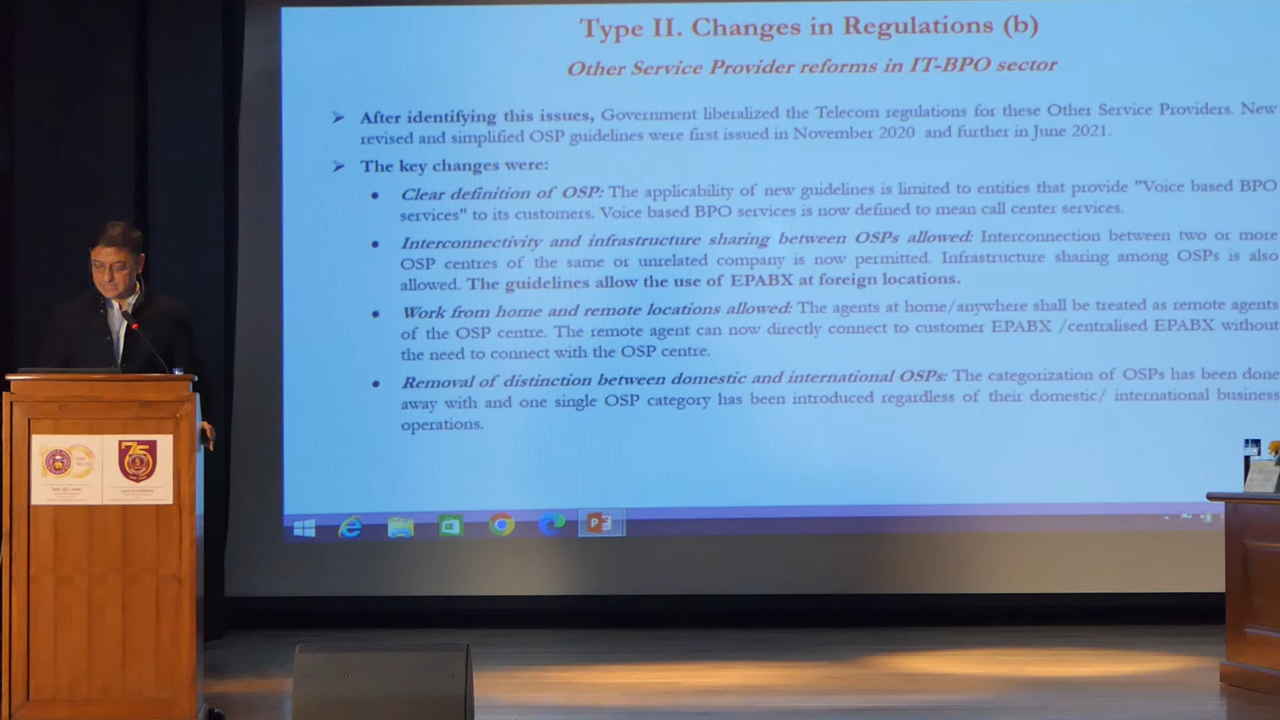 Type II. Changes in Regulations (b)
Other Service Provider reforms in IT-BPO sector
➢ After identifying this issues, Government liberalized the Telecom regulations for these Other Service Providers. New
revised and simplified OSP guidelines were first issued in November 2020 and further in June 2021.
➢ The key changes were:
• Clear definition of OSP: The applicability of new guidelines is limited to entities that provide "Voice based BPO
services" to its customers. Voice based BPO services is now defined to mean call center services.
• Interconnectivity and infrastructure sharing between OSPs allowed: Interconnection between two or more
OSP centres of the same or unrelated company is now permitted. Infrastructure sharing among OSPs is also
allowed. The guidelines allow the use of EPABX at foreign locations.
• Work from home and remote locations allowed: The agents at home/anywhere shall be treated as remote agents
of the OSP centre. The remote agent can now directly connect to customer EPABX /centralised EPABX without
the need to connect with the OSP centre.
• Removal of distinction between domestic and international OSPs: The categorization of OSPs has been done
away with and one single OSP category has been introduced regardless of their domestic/ international business
operations.
100
75